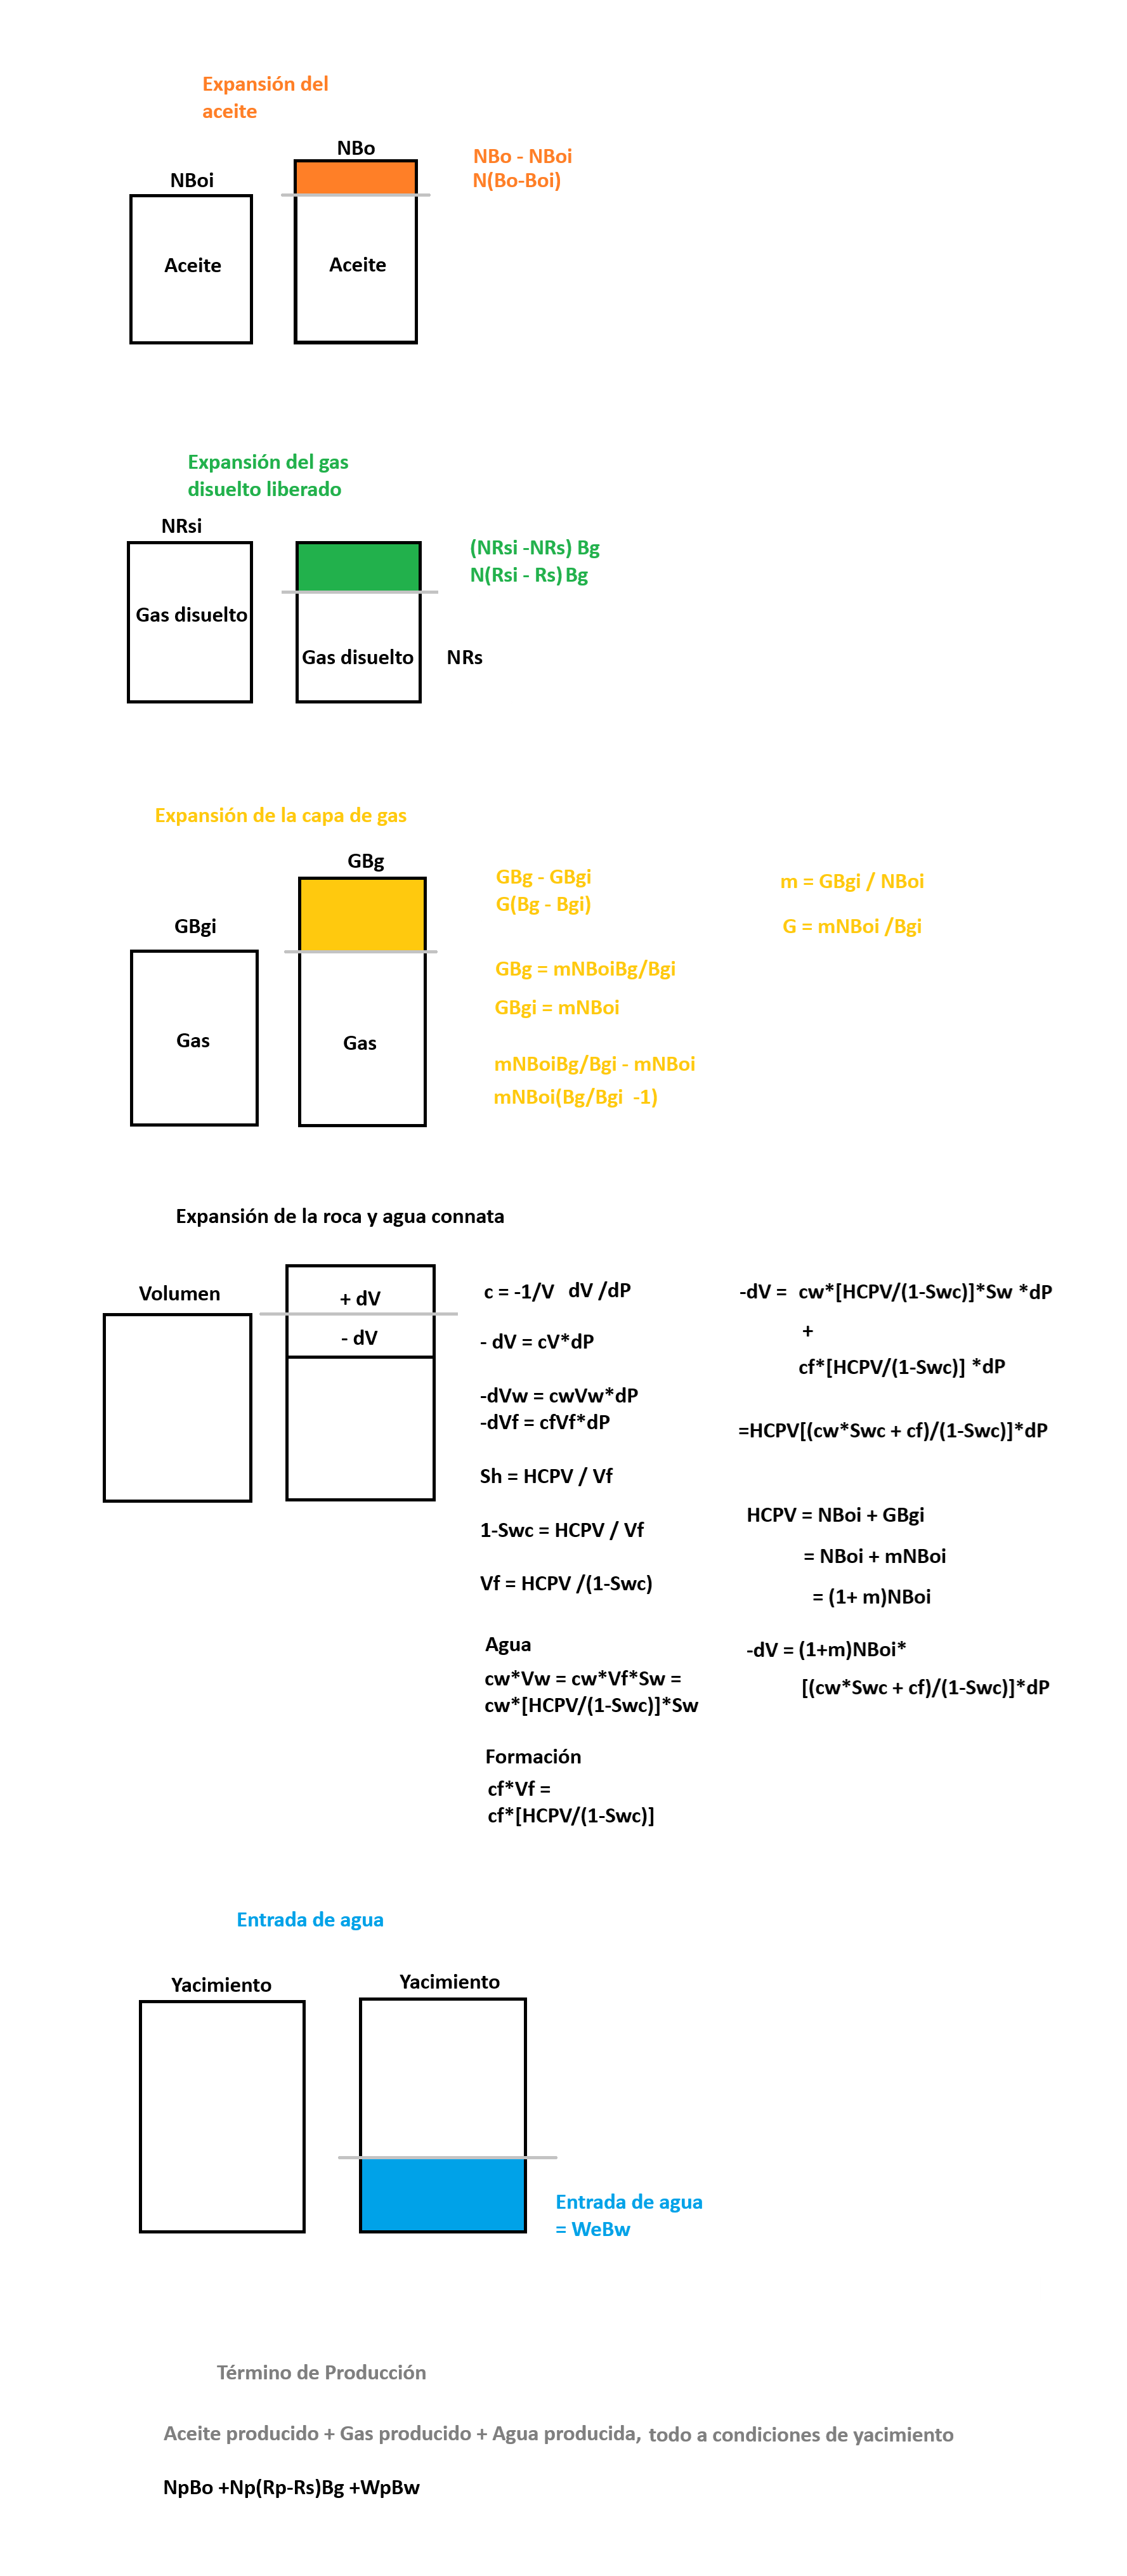 Expansión del
aceite
NBo
NBoi
NBo - NBoi
N(Bo-Boi)
Aceite
Aceite
Expansión del gas
disuelto liberado
NRsi
(NRsi -NRs) Bg
N(Rsi - Rs) Bg
Gas disuelto
Gas disuelto
NRs
Expansión de la capa de gas
GBg
GBgi
GBg - GBgi
G(Bg - Bgi)
m = GBgi / NBoi
G = mNBoi /Bgi
GBg = mNBoiBg/Bgi
GBgi = mNBoi
Gas
Gas
mNBoiBg/Bgi - mNBoi
mNBoi(Bg/Bgi -1)
Expansión de la roca y agua connata
Volumen
+ dV
- dV
c = -1/V dV /dP
- dV = cV*dP
-dVw = cwVw*dP
-dVf = cfVf*dP
Sh = HCPV / Vf
1-Swc = HCPV / Vf
Vf = HCPV /(1-Swc)
Agua
cw*Vw = cw*Vf*Sw =
cw*[HCPV/(1-Swc)]*Sw
Formación
cf*Vf =
cf*[HCPV/(1-Swc)]
-dV = cw*[HCPV/(1-Swc)]*Sw *dP
+
cf*[HCPV/(1-Swc)] *dP
=HCPV[(cw*Swc + cf)/(1-Swc)]*dP
HCPV = NBoi + GBgi
= NBoi + mNBoi
= (1+ m)NBoi
-dV = (1+m)NBoi*
[(cw*Swc + cf)/(1-Swc)]*dP
Entrada de agua
Yacimiento
Yacimiento
Entrada de agua
= WeBw
Término de Producción
Aceite producido + Gas producido + Agua producida, todo a condiciones de yacimiento
NpBo +Np(Rp-Rs)Bg +WpBw